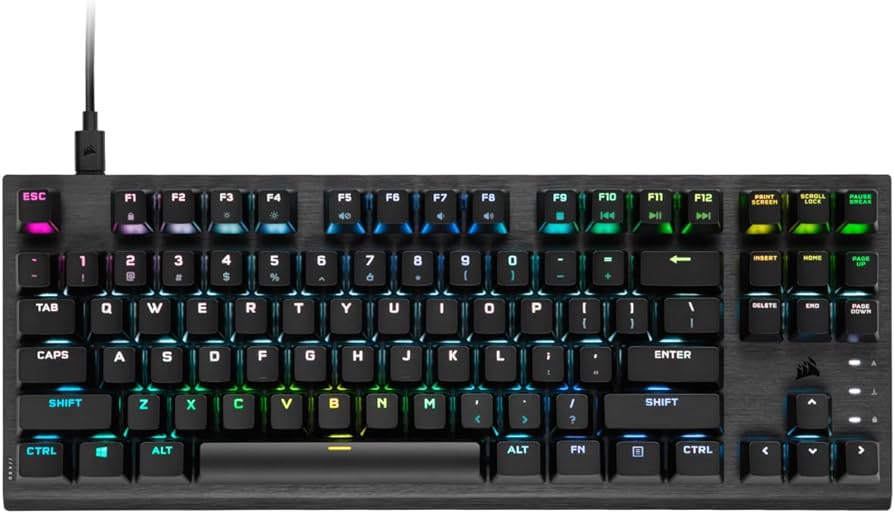 ESC F1 F2 F3 F4 F5 F6 F7 F8 F9 F10 F11 F12 PRINT SCREEN SCROLL LOCK PAUSE BREAK
1 ! 2 @ 3 # 4 $ 5 % 6 ^ 7 & 8 * 9 ( 0 ) - = + INSERT HOME PAGE UP
TAB Q W E R T Y U I O P [ { ] } \ | DELETE END PAGE DOWN
CAPS A S D F G H J K L ; : ' " ENTER
SHIFT Z X C V B N M , < . > / ? SHIFT
CTRL ALT ALT FN CTRL